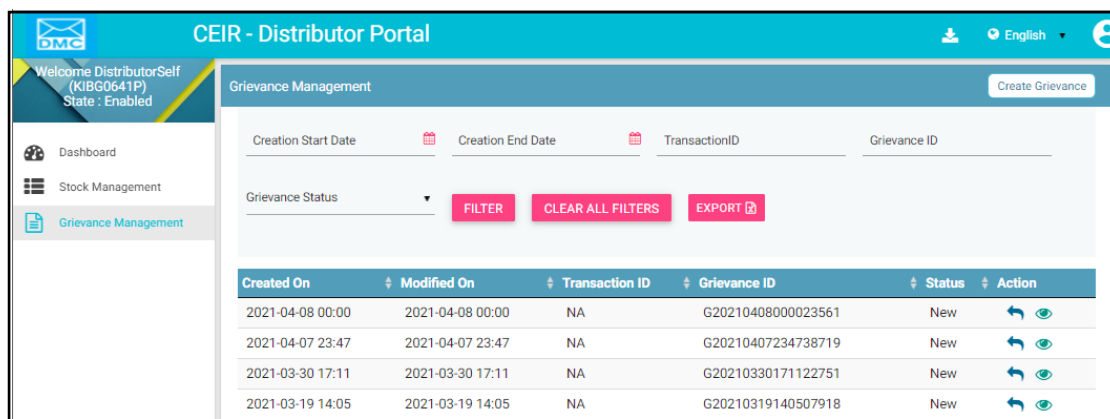 DMC
CEIR - Distributor Portal
English
Welcome DistributorSelf
(KIBG0641P)
State : Enabled
Dashboard
Stock Management
Grievance Management
Grievance Management
Create Grievance
Creation Start Date
Creation End Date
TransactionID
Grievance ID
Grievance Status
FILTER
CLEAR ALL FILTERS
EXPORT
Created On Modified On Transaction ID Grievance ID Status Action
2021-04-08 00:00 2021-04-08 00:00 NA G20210408000023561 New
2021-04-07 23:47 2021-04-07 23:47 NA G20210407234738719 New
2021-03-30 17:11 2021-03-30 17:11 NA G20210330171122751 New
2021-03-19 14:05 2021-03-19 14:05 NA G20210319140507918 New